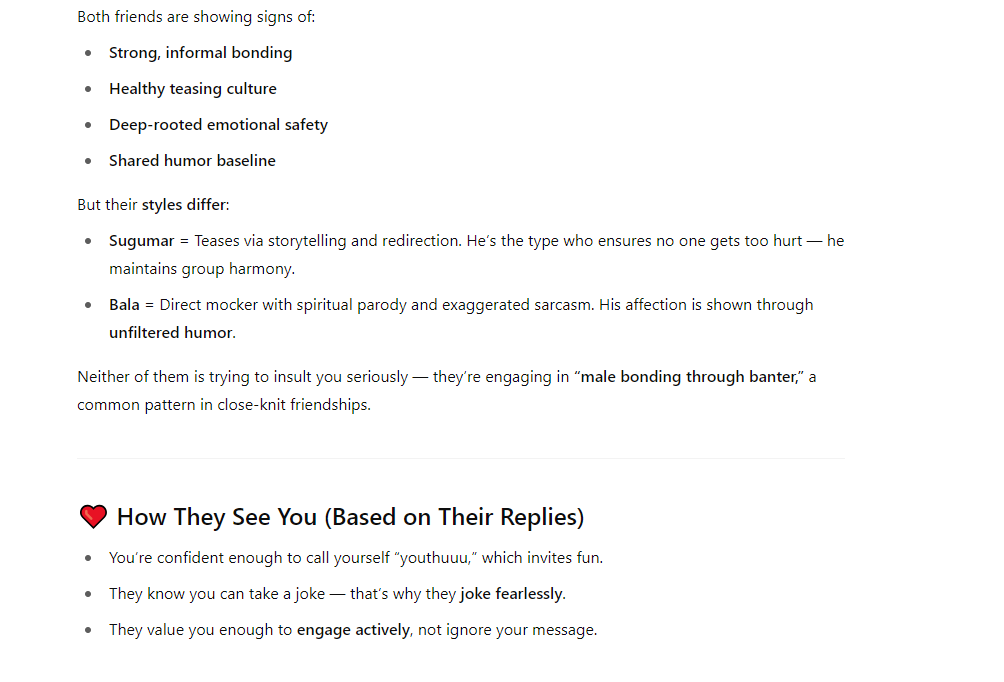 Both friends are showing signs of:
Strong, informal bonding
Healthy teasing culture
Deep-rooted emotional safety
Shared humor baseline
But their styles differ:
Sugumar = Teases via storytelling and redirection. He's the type who ensures no one gets too hurt — he
maintains group harmony.
Bala = Direct mocker with spiritual parody and exaggerated sarcasm. His affection is shown through
unfiltered humor.
Neither of them is trying to insult you seriously — they're engaging in “male bonding through banter,” a
common pattern in close-knit friendships.
❤️ How They See You (Based on Their Replies)
You're confident enough to call yourself “youthuuu,” which invites fun.
They know you can take a joke — that's why they joke fearlessly.
They value you enough to engage actively, not ignore your message.